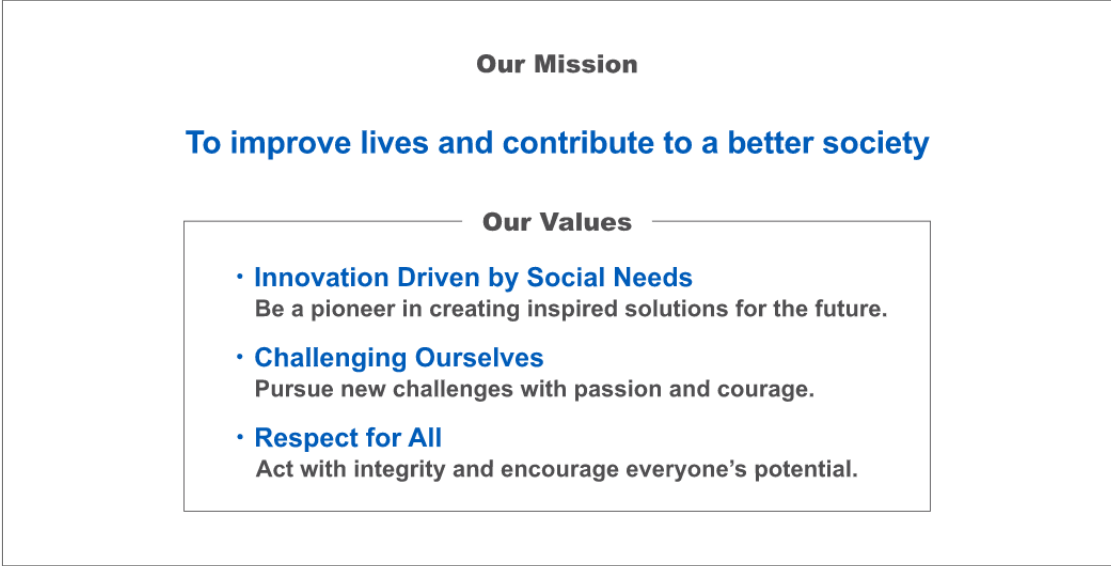 Our Mission
To improve lives and contribute to a better society
Our Values
・Innovation Driven by Social Needs
Be a pioneer in creating inspired solutions for the future.
・Challenging Ourselves
Pursue new challenges with passion and courage.
・Respect for All
Act with integrity and encourage everyone’s potential.